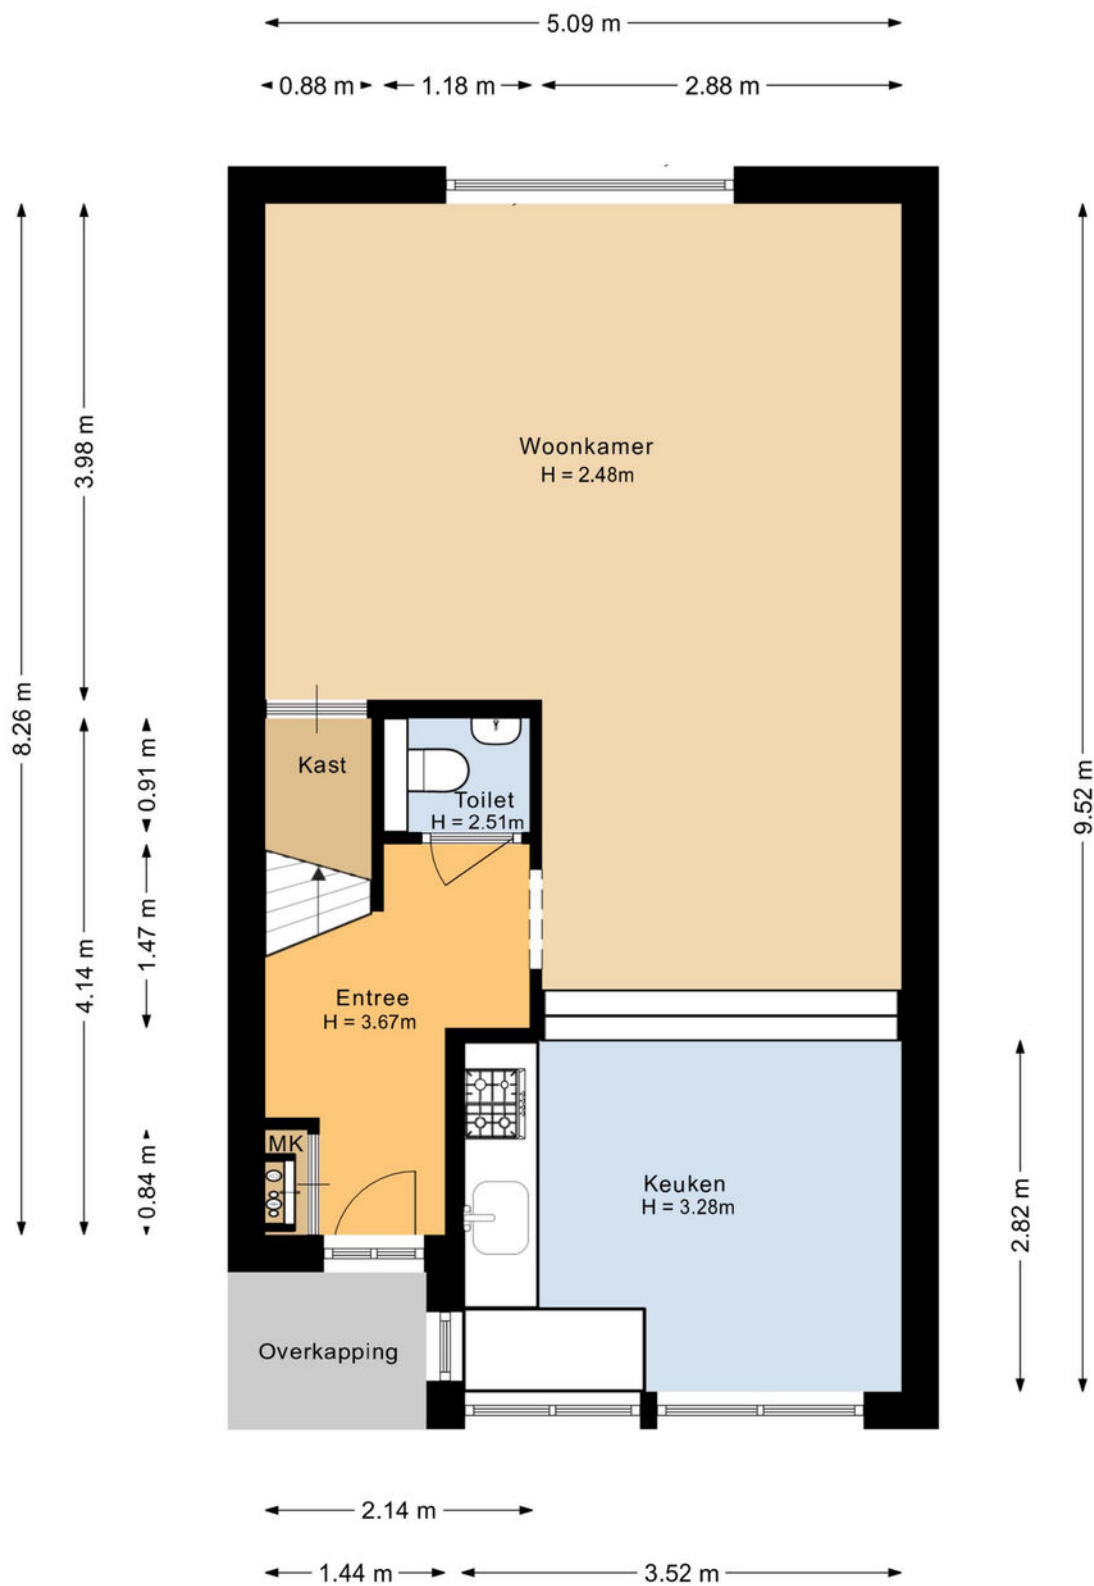 5.09 m
0.88 m
1.18 m
2.88 m
Woonkamer
H = 2.48m
3.98 m
8.26 m
Kast
0.91 m
Toilet
H = 2.51m
9.52 m
1.47 m
4.14 m
Entree
H = 3.67m
MK
0.84 m
Keuken
H = 3.28m
2.82 m
Overkapping
2.14 m
1.44 m
3.52 m